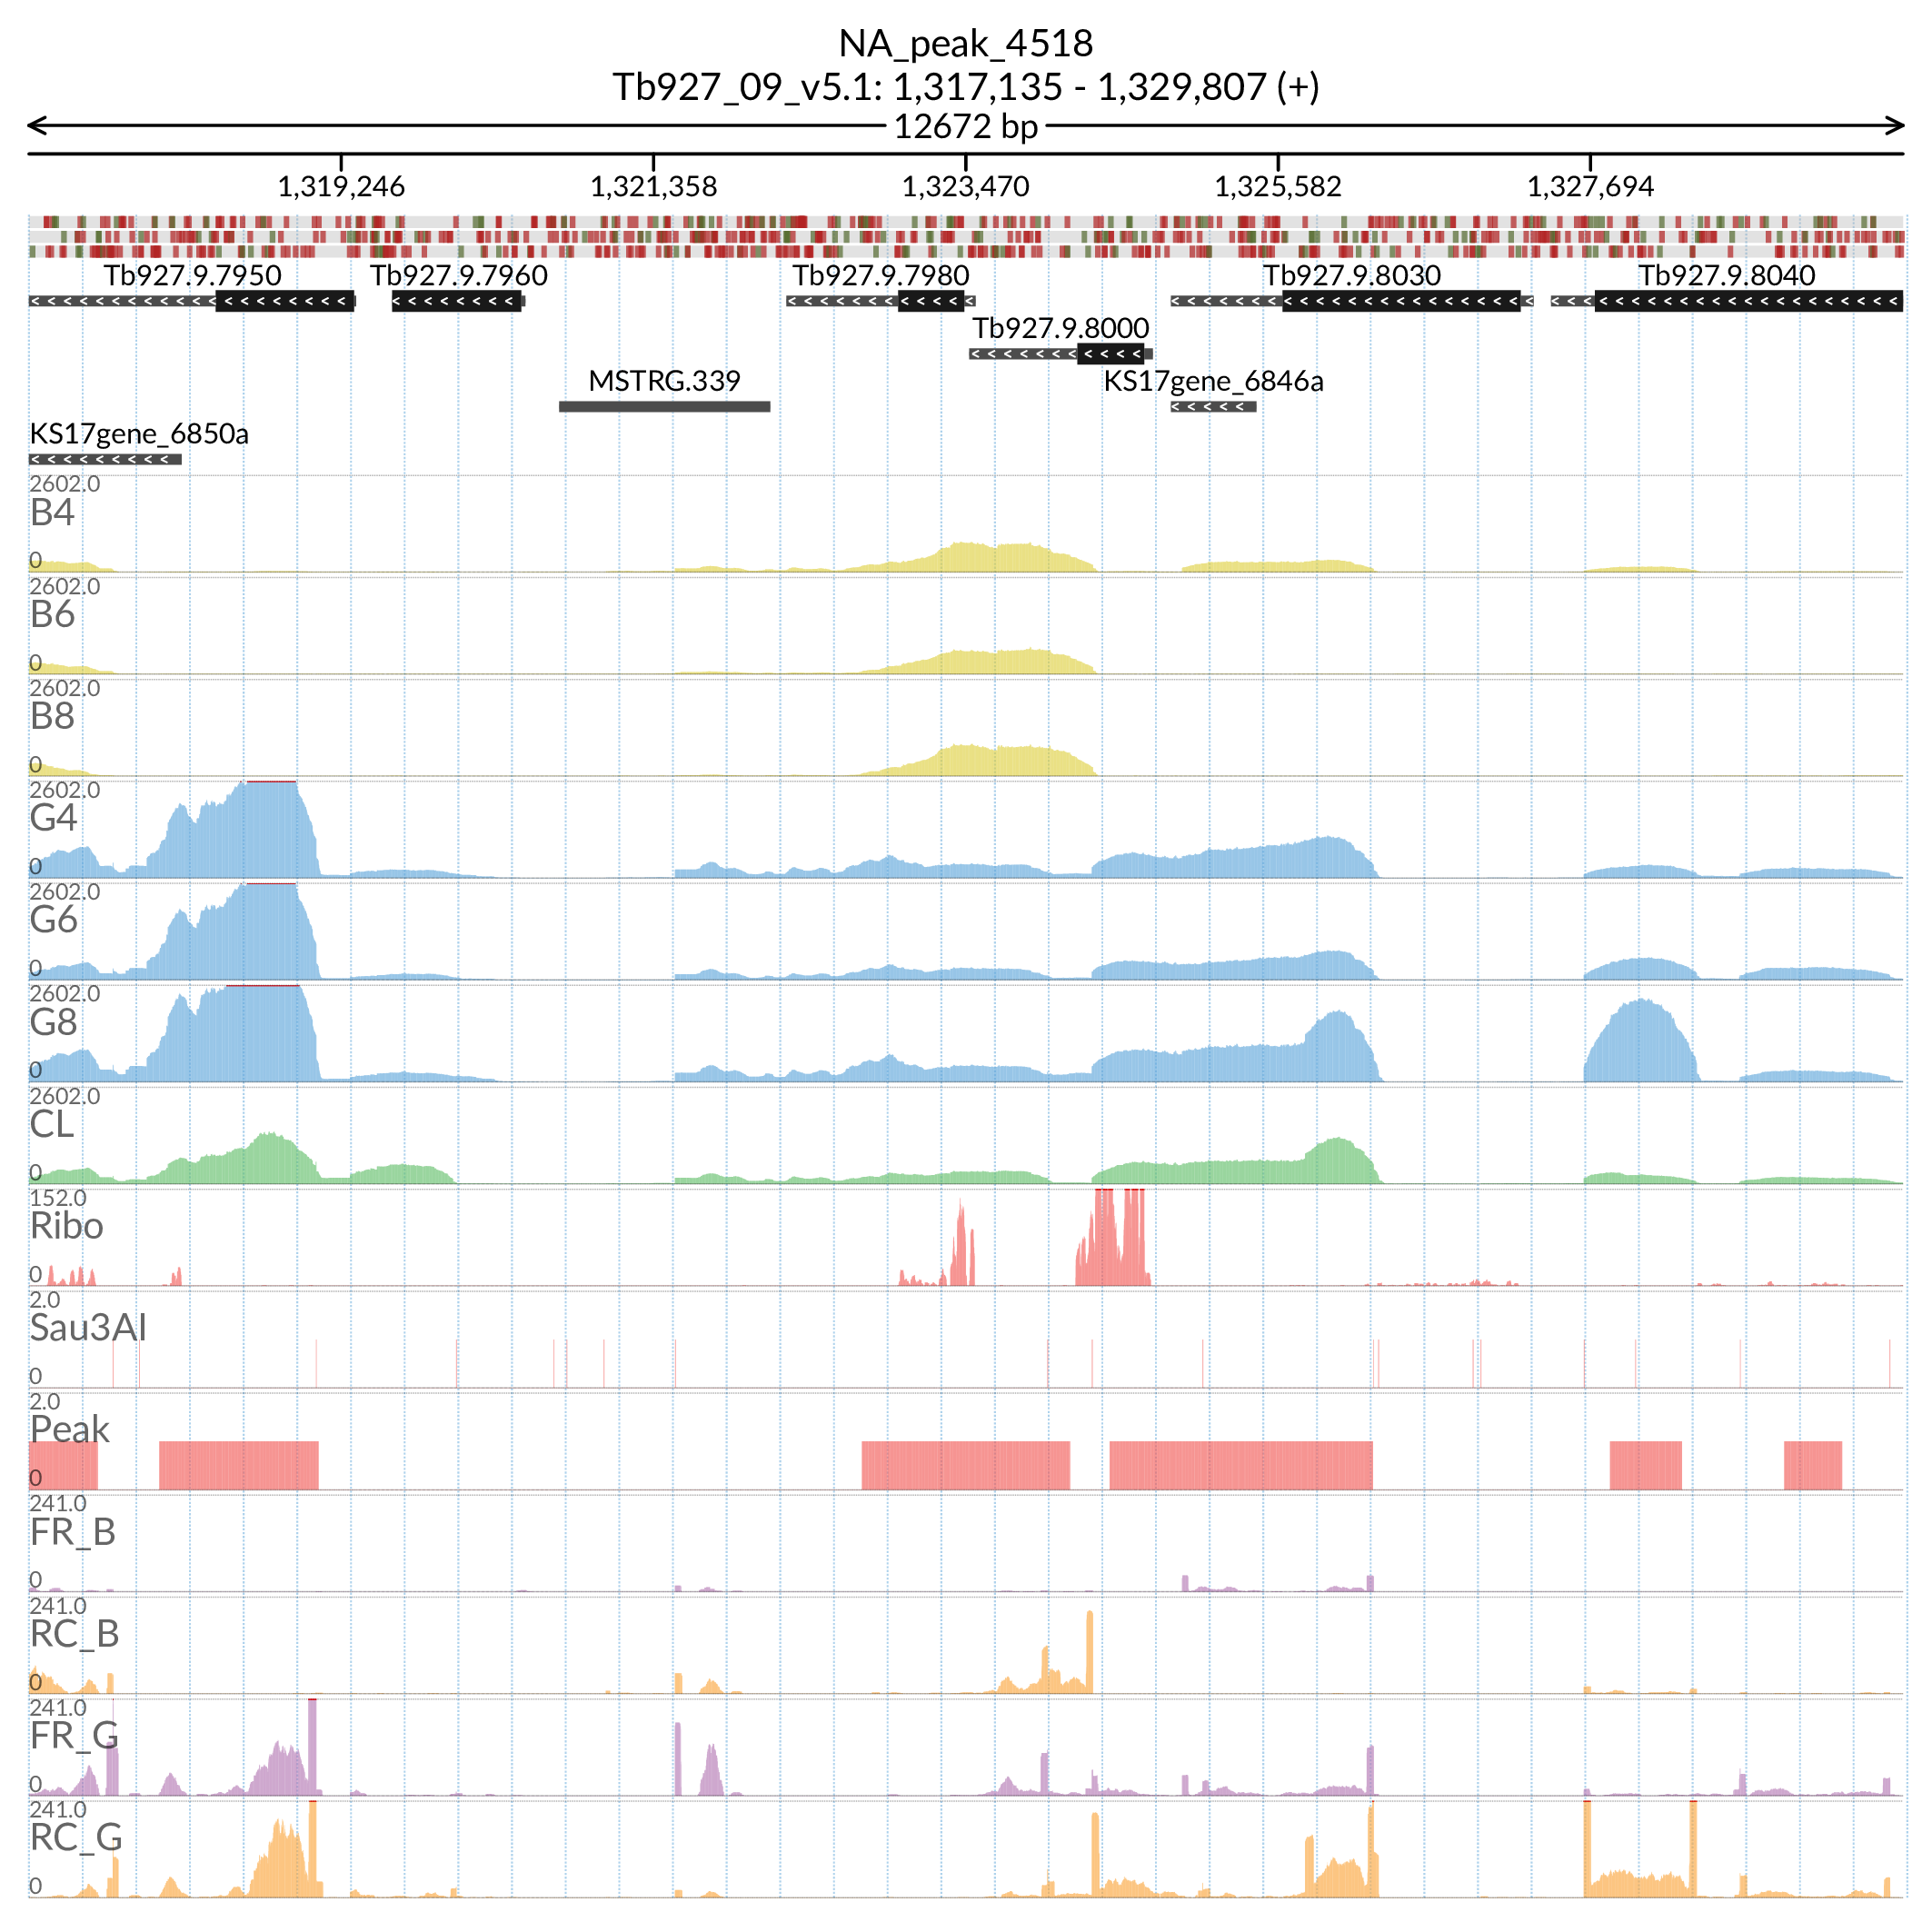 NA_peak_4518
Tb927_09_v5.1: 1,317,135 - 1,329,807 (+)
12672 bp
1,319,246 1,321,358 1,323,470 1,325,582 1,327,694
Tb927.9.7950 Tb927.9.7960 Tb927.9.7980 Tb927.9.8030 Tb927.9.8040
Tb927.9.8000
MSTRG.339 KS17gene_6846a
KS17gene_6850a
2602.0
B4
0
2602.0
B6
0
2602.0
B8
0
2602.0
G4
0
2602.0
G6
0
2602.0
G8
0
2602.0
CL
0
152.0
Ribo
0
2.0
Sau3AI
0
2.0
Peak
0
241.0
FR_B
0
241.0
RC_B
0
241.0
FR_G
0
241.0
RC_G
0